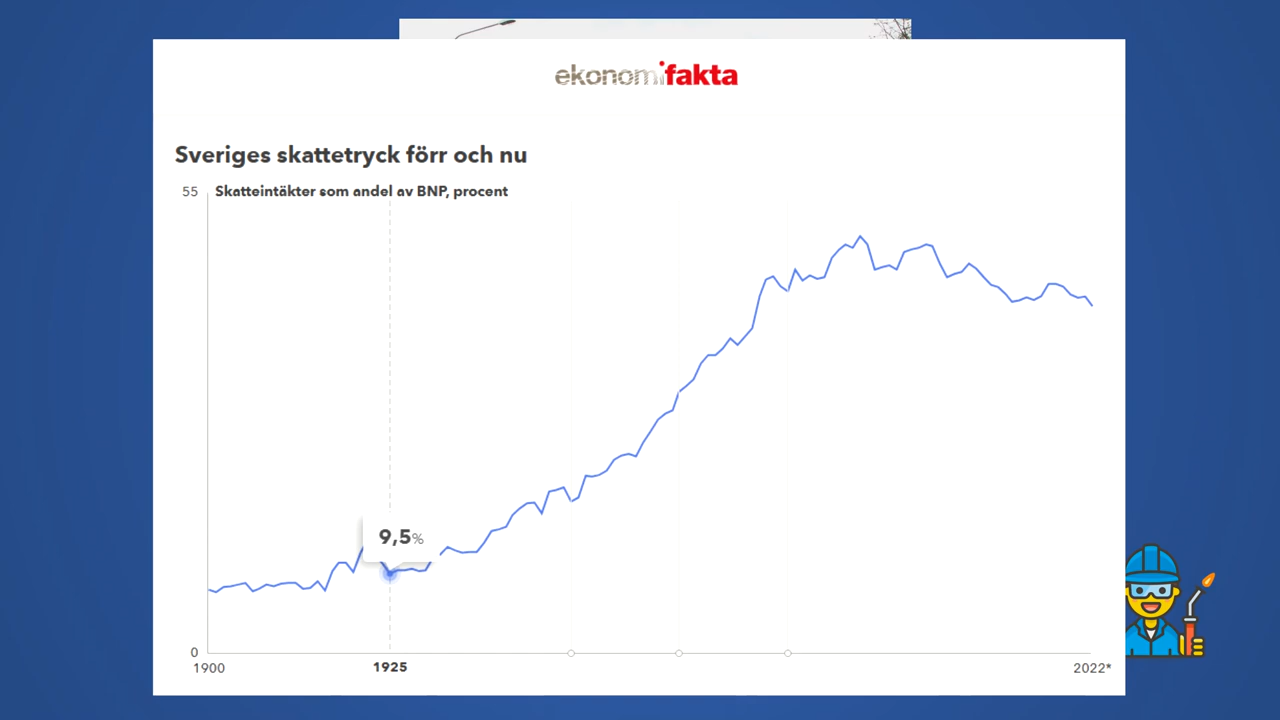 ekonomifakta
Sveriges skattetryck förr och nu
55 Skatteintäkter som andel av BNP, procent
9,5%
0
1900 1925 2022*